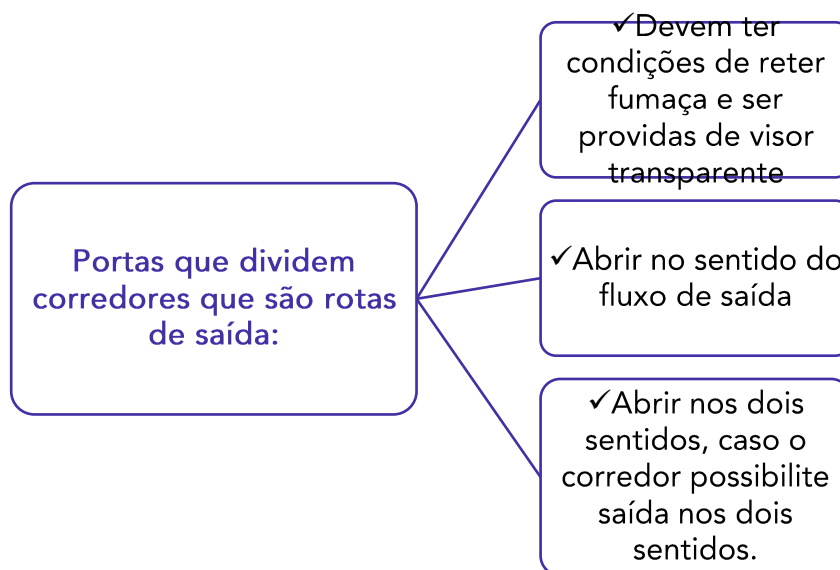 Portas que dividem
corredores que são rotas
de saída:
✓Devem ter
condições de reter
fumaça e ser
providas de visor
transparente
✓Abrir no sentido do
fluxo de saída
✓Abrir nos dois
sentidos, caso o
corredor possibilite
saída nos dois
sentidos.